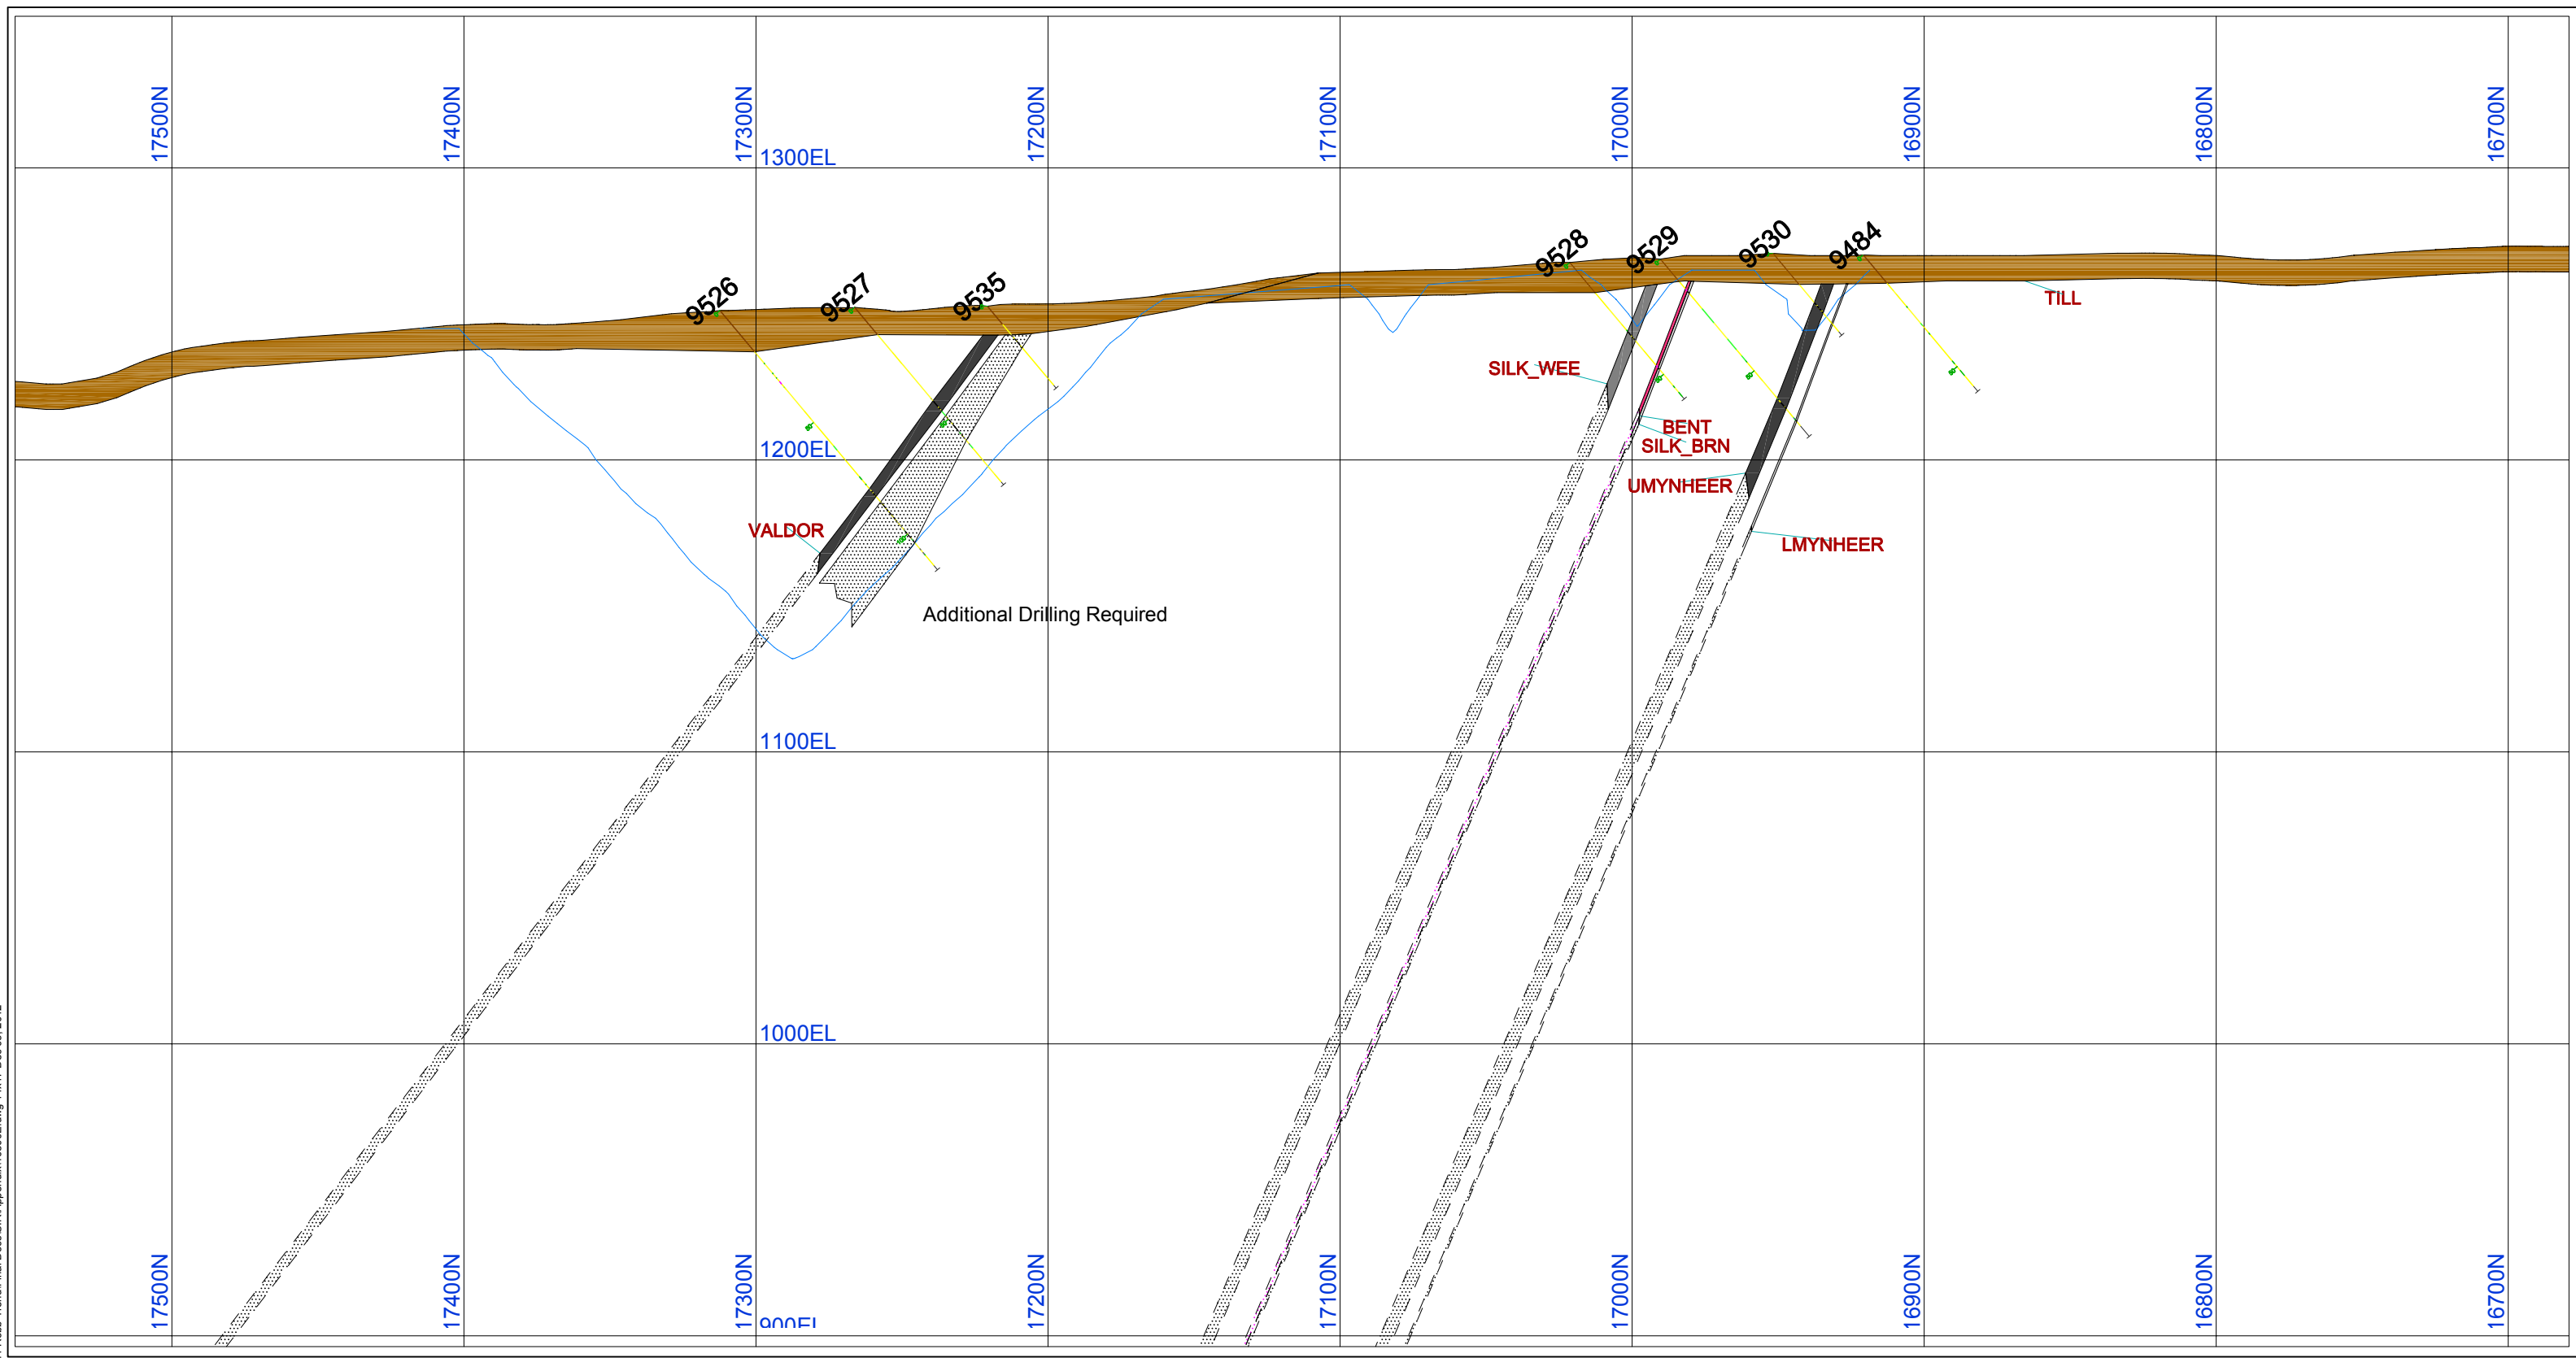 17500N
17400N
17300N
17200N
17100N
17000N
16900N
16800N
16700N
1300EL
9526
9527
9535
9528
9529
9530
9484
TILL
SILK_WEE
BENT
SILK_BRN
1200EL
UMYNHEER
VALDOR
LMYNHEER
Additional Drilling Required
1100EL
1000EL
17500N
17400N
17300N
17200N
17100N
17000N
16900N
16800N
16700N
900EL